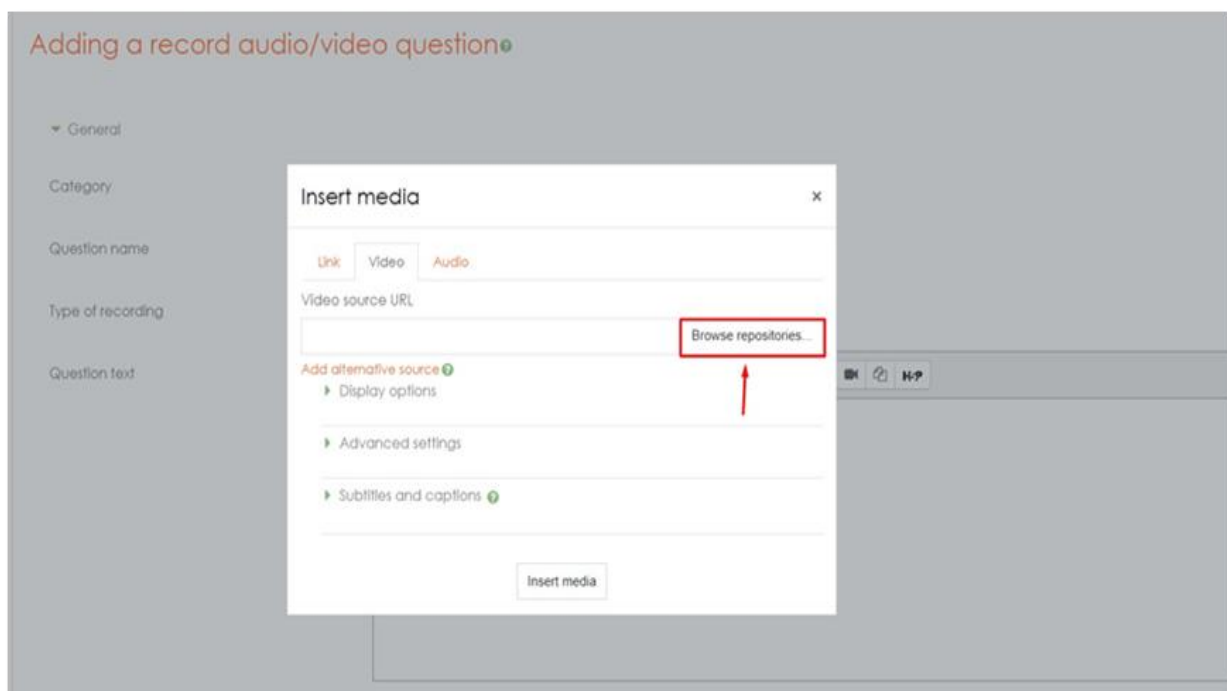 Adding a record audio/video question
General
Category
Insert media
Question name
Link Video Audio
Video source URL
Type of recording
Browse repositories...
Add alternative source
Question text
H-P
Display options
Advanced settings
Subtitles and captions
Insert media